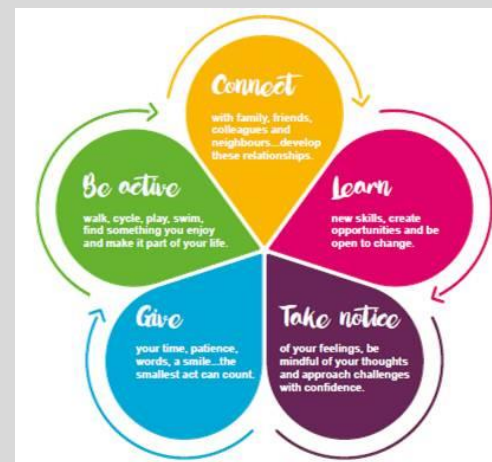 Connect
with family, friends,
colleagues and
neighbours...develop
these relationships.
Learn
new skills, create
opportunities and be
open to change.
Take notice
of your feelings, be
mindful of your thoughts
and approach challenges
with confidence.
Give
your time, patience,
words, a smile...the
smallest act can count.
Be active
walk, cycle, play, swim,
find something you enjoy
and make it part of your life.